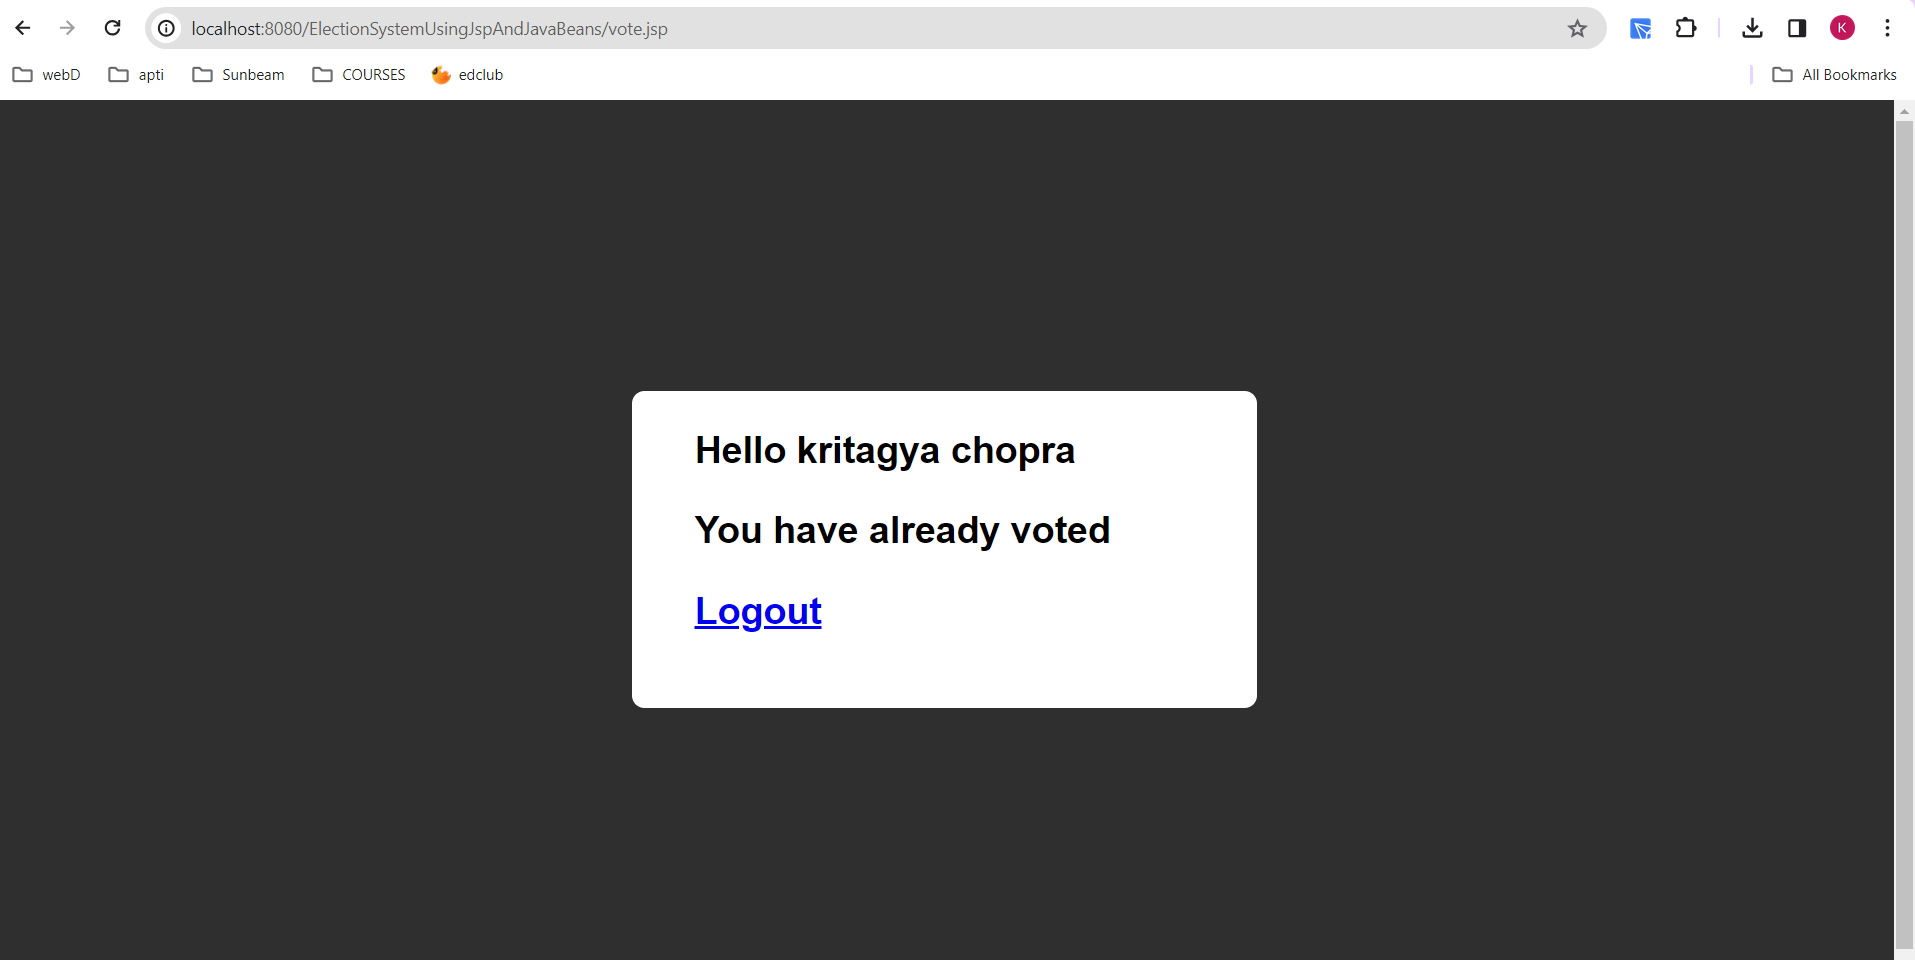 localhost:8080/ElectionSystemUsingJspAndJavaBeans/vote.jsp
K
webD apti Sunbeam COURSES edclub All Bookmarks
Hello kritagya chopra
You have already voted
Logout